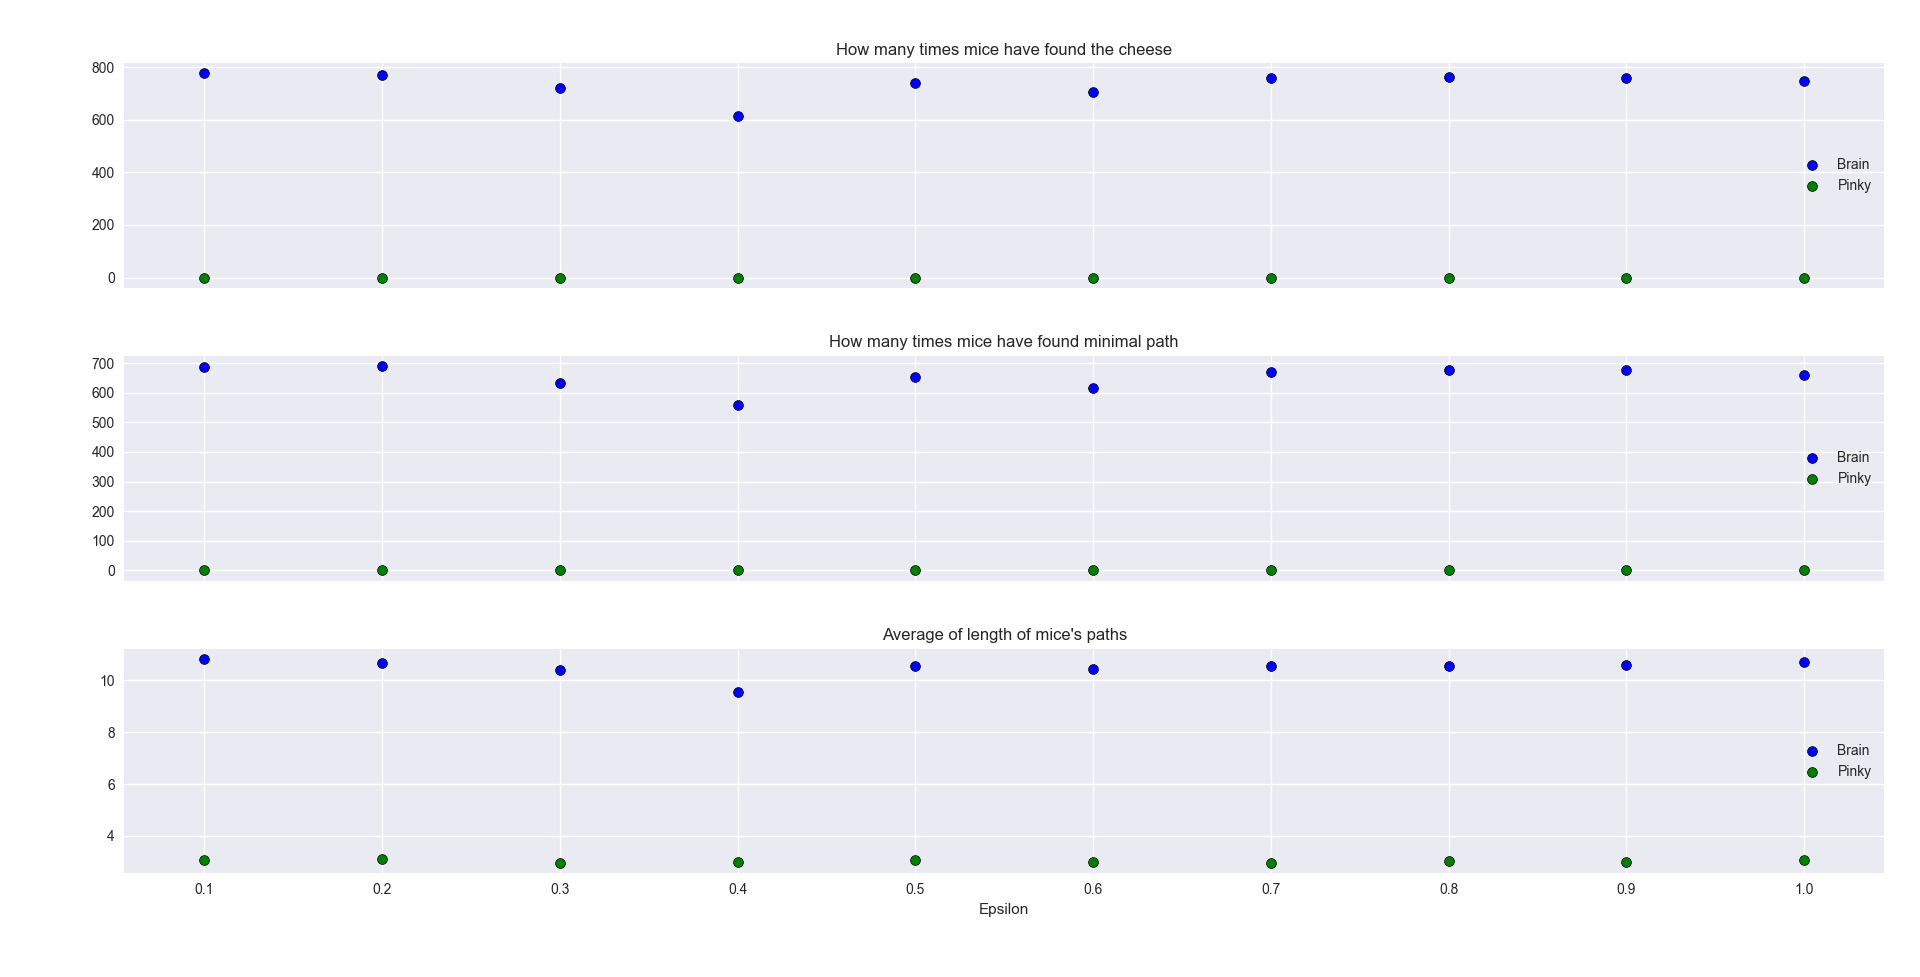 How many times mice have found the cheese
800
600
400
200
0
Brain
Pinky
How many times mice have found minimal path
700
600
500
400
300
200
100
0
Brain
Pinky
Average of length of mice's paths
10
8
6
4
Brain
Pinky
0.1 0.2 0.3 0.4 0.5 0.6 0.7 0.8 0.9 1.0
Epsilon